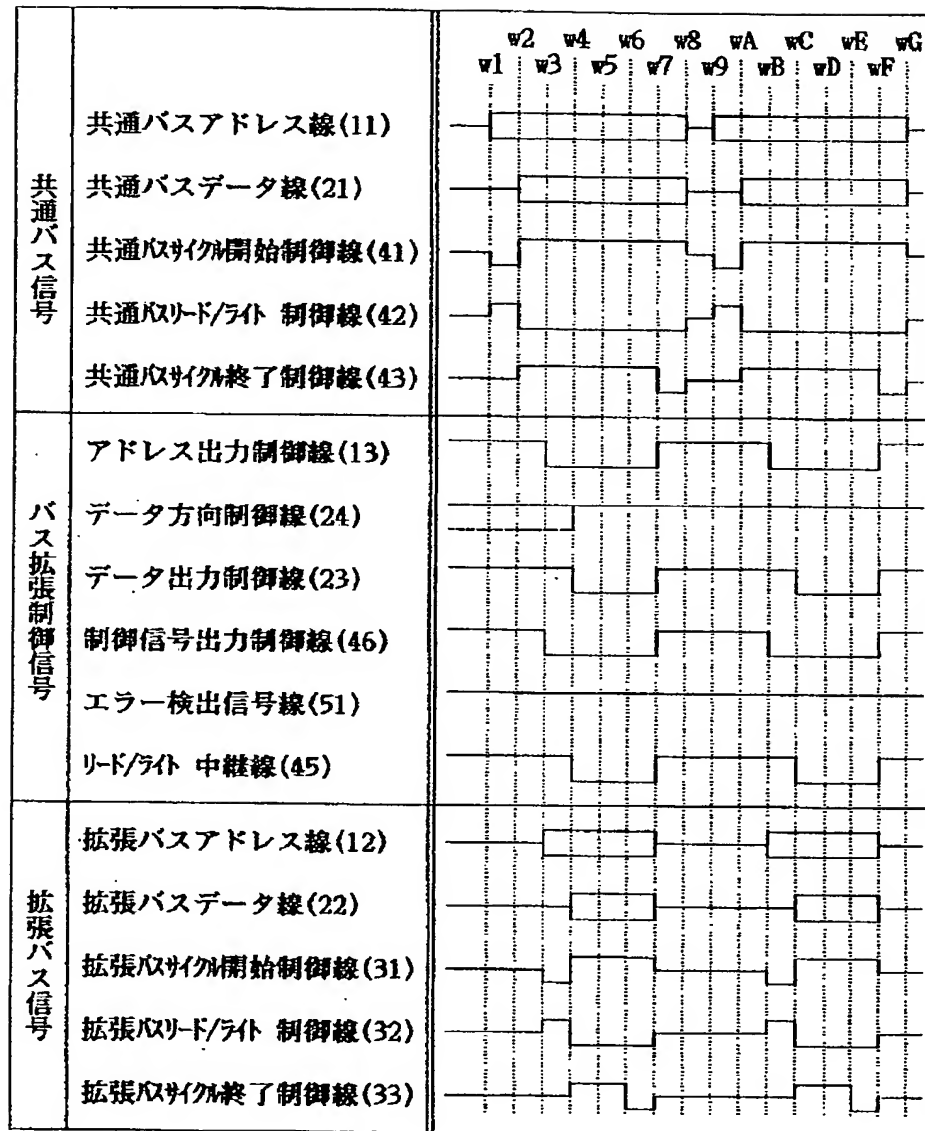 w2 w4 w6 w8 wA wC wE wG
w1 w3 w5 w7 w9 wB wD wF
共通バス信号
共通バスアドレス線(11)
共通バスデータ線(21)
共通バスサイクル開始制御線(41)
共通バスリード/ライト 制御線(42)
共通バスサイクル終了制御線(43)
バス拡張制御信号
アドレス出力制御線(13)
データ方向制御線(24)
データ出力制御線(23)
制御信号出力制御線(46)
エラー検出信号線(51)
リード/ライト 中継線(45)
拡張バス信号
拡張バスアドレス線(12)
拡張バスデータ線(22)
拡張バスサイクル開始制御線(31)
拡張バスリード/ライト 制御線(32)
拡張バスサイクル終了制御線(33)